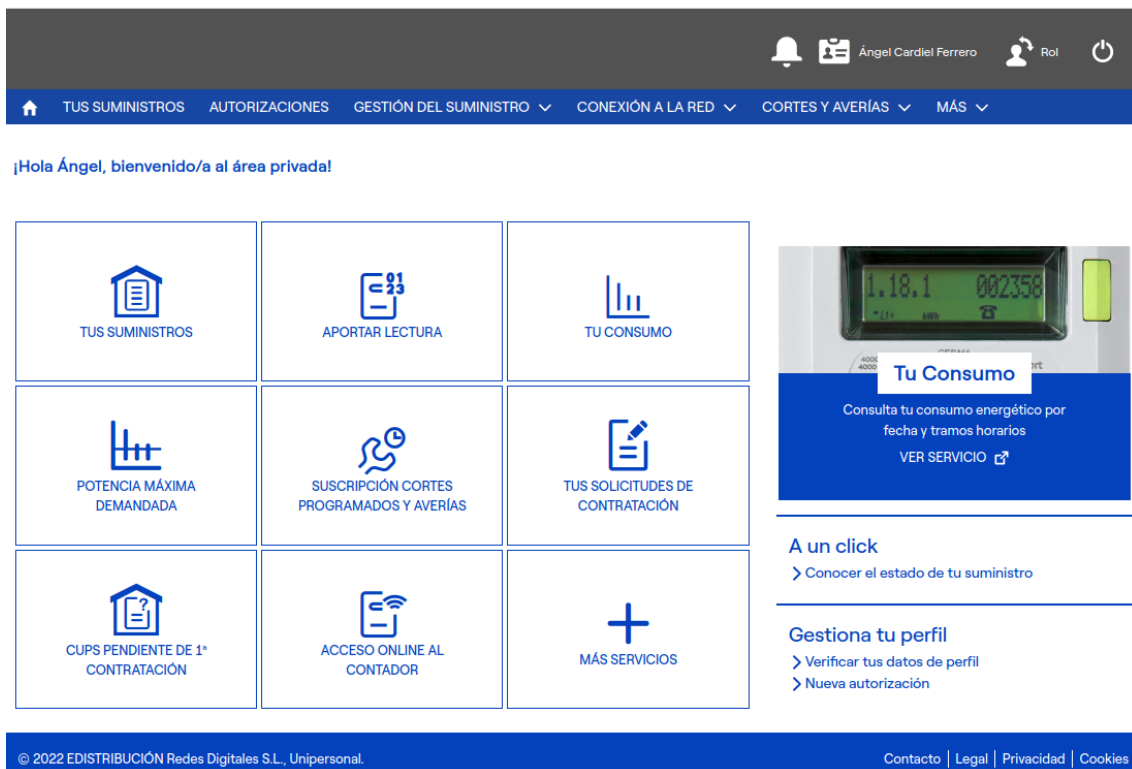 Ángel Cardiel Ferrero
Rol
TUS SUMINISTROS
AUTORIZACIONES
GESTIÓN DEL SUMINISTRO
CONEXIÓN A LA RED
CORTES Y AVERÍAS
MÁS
¡Hola Ángel, bienvenido/a al área privada!
TUS SUMINISTROS
01
23
APORTAR LECTURA
TU CONSUMO
POTENCIA MÁXIMA
DEMANDADA
SUSCRIPCIÓN CORTES
PROGRAMADOS Y AVERÍAS
TUS SOLICITUDES DE
CONTRATACIÓN
?
CUPS PENDIENTE DE 1ª
CONTRATACIÓN
ACCESO ONLINE AL
CONTADOR
MÁS SERVICIOS
1.18.1 002358
kWh
Tu Consumo
Consulta tu consumo energético por
fecha y tramos horarios
VER SERVICIO
A un click
Conocer el estado de tu suministro
Gestiona tu perfil
Verificar tus datos de perfil
Nueva autorización
© 2022 EDISTRIBUCIÓN Redes Digitales S.L., Unipersonal.
Contacto | Legal | Privacidad | Cookies